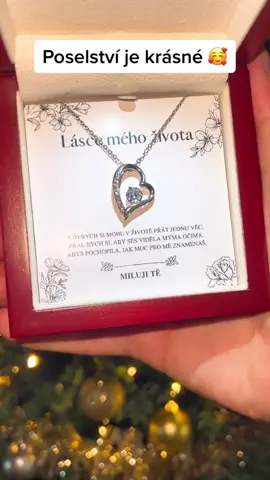 Poselství je krásné 🥰
Lásce mého života
KDYBYCH SI MOHL V ŽIVOTĚ PŘÁT JEDNU VĚC,
PŘÁL BYCH SI, ABY SES VIDĚLA MÝMA OČIMA,
ABYS POCHOPILA, JAK MOC PRO MĚ ZNAMENÁŠ.
MILUJI TĚ